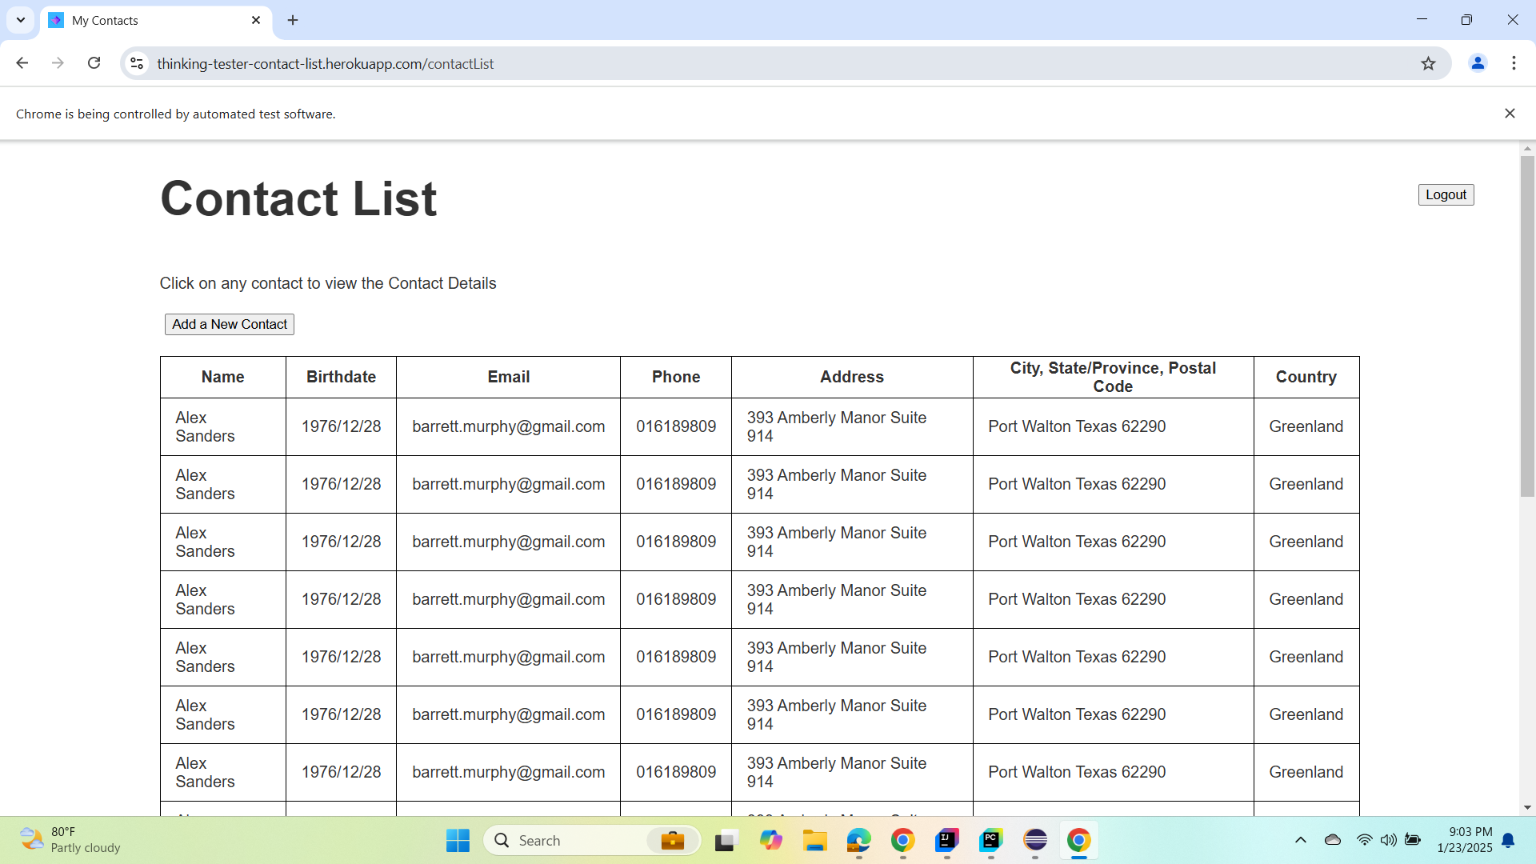 My Contacts
thinking-tester-contact-list.herokuapp.com/contactList
Chrome is being controlled by automated test software.
Contact List
Logout
Click on any contact to view the Contact Details
Add a New Contact
Name Birthdate Email Phone Address City, State/Province, Postal Code Country
Alex Sanders 1976/12/28 barrett.murphy@gmail.com 016189809 393 Amberly Manor Suite 914 Port Walton Texas 62290 Greenland
Alex Sanders 1976/12/28 barrett.murphy@gmail.com 016189809 393 Amberly Manor Suite 914 Port Walton Texas 62290 Greenland
Alex Sanders 1976/12/28 barrett.murphy@gmail.com 016189809 393 Amberly Manor Suite 914 Port Walton Texas 62290 Greenland
Alex Sanders 1976/12/28 barrett.murphy@gmail.com 016189809 393 Amberly Manor Suite 914 Port Walton Texas 62290 Greenland
Alex Sanders 1976/12/28 barrett.murphy@gmail.com 016189809 393 Amberly Manor Suite 914 Port Walton Texas 62290 Greenland
Alex Sanders 1976/12/28 barrett.murphy@gmail.com 016189809 393 Amberly Manor Suite 914 Port Walton Texas 62290 Greenland
Alex Sanders 1976/12/28 barrett.murphy@gmail.com 016189809 393 Amberly Manor Suite 914 Port Walton Texas 62290 Greenland
80°F
Partly cloudy
Search
IJ
PC
9:03 PM
1/23/2025